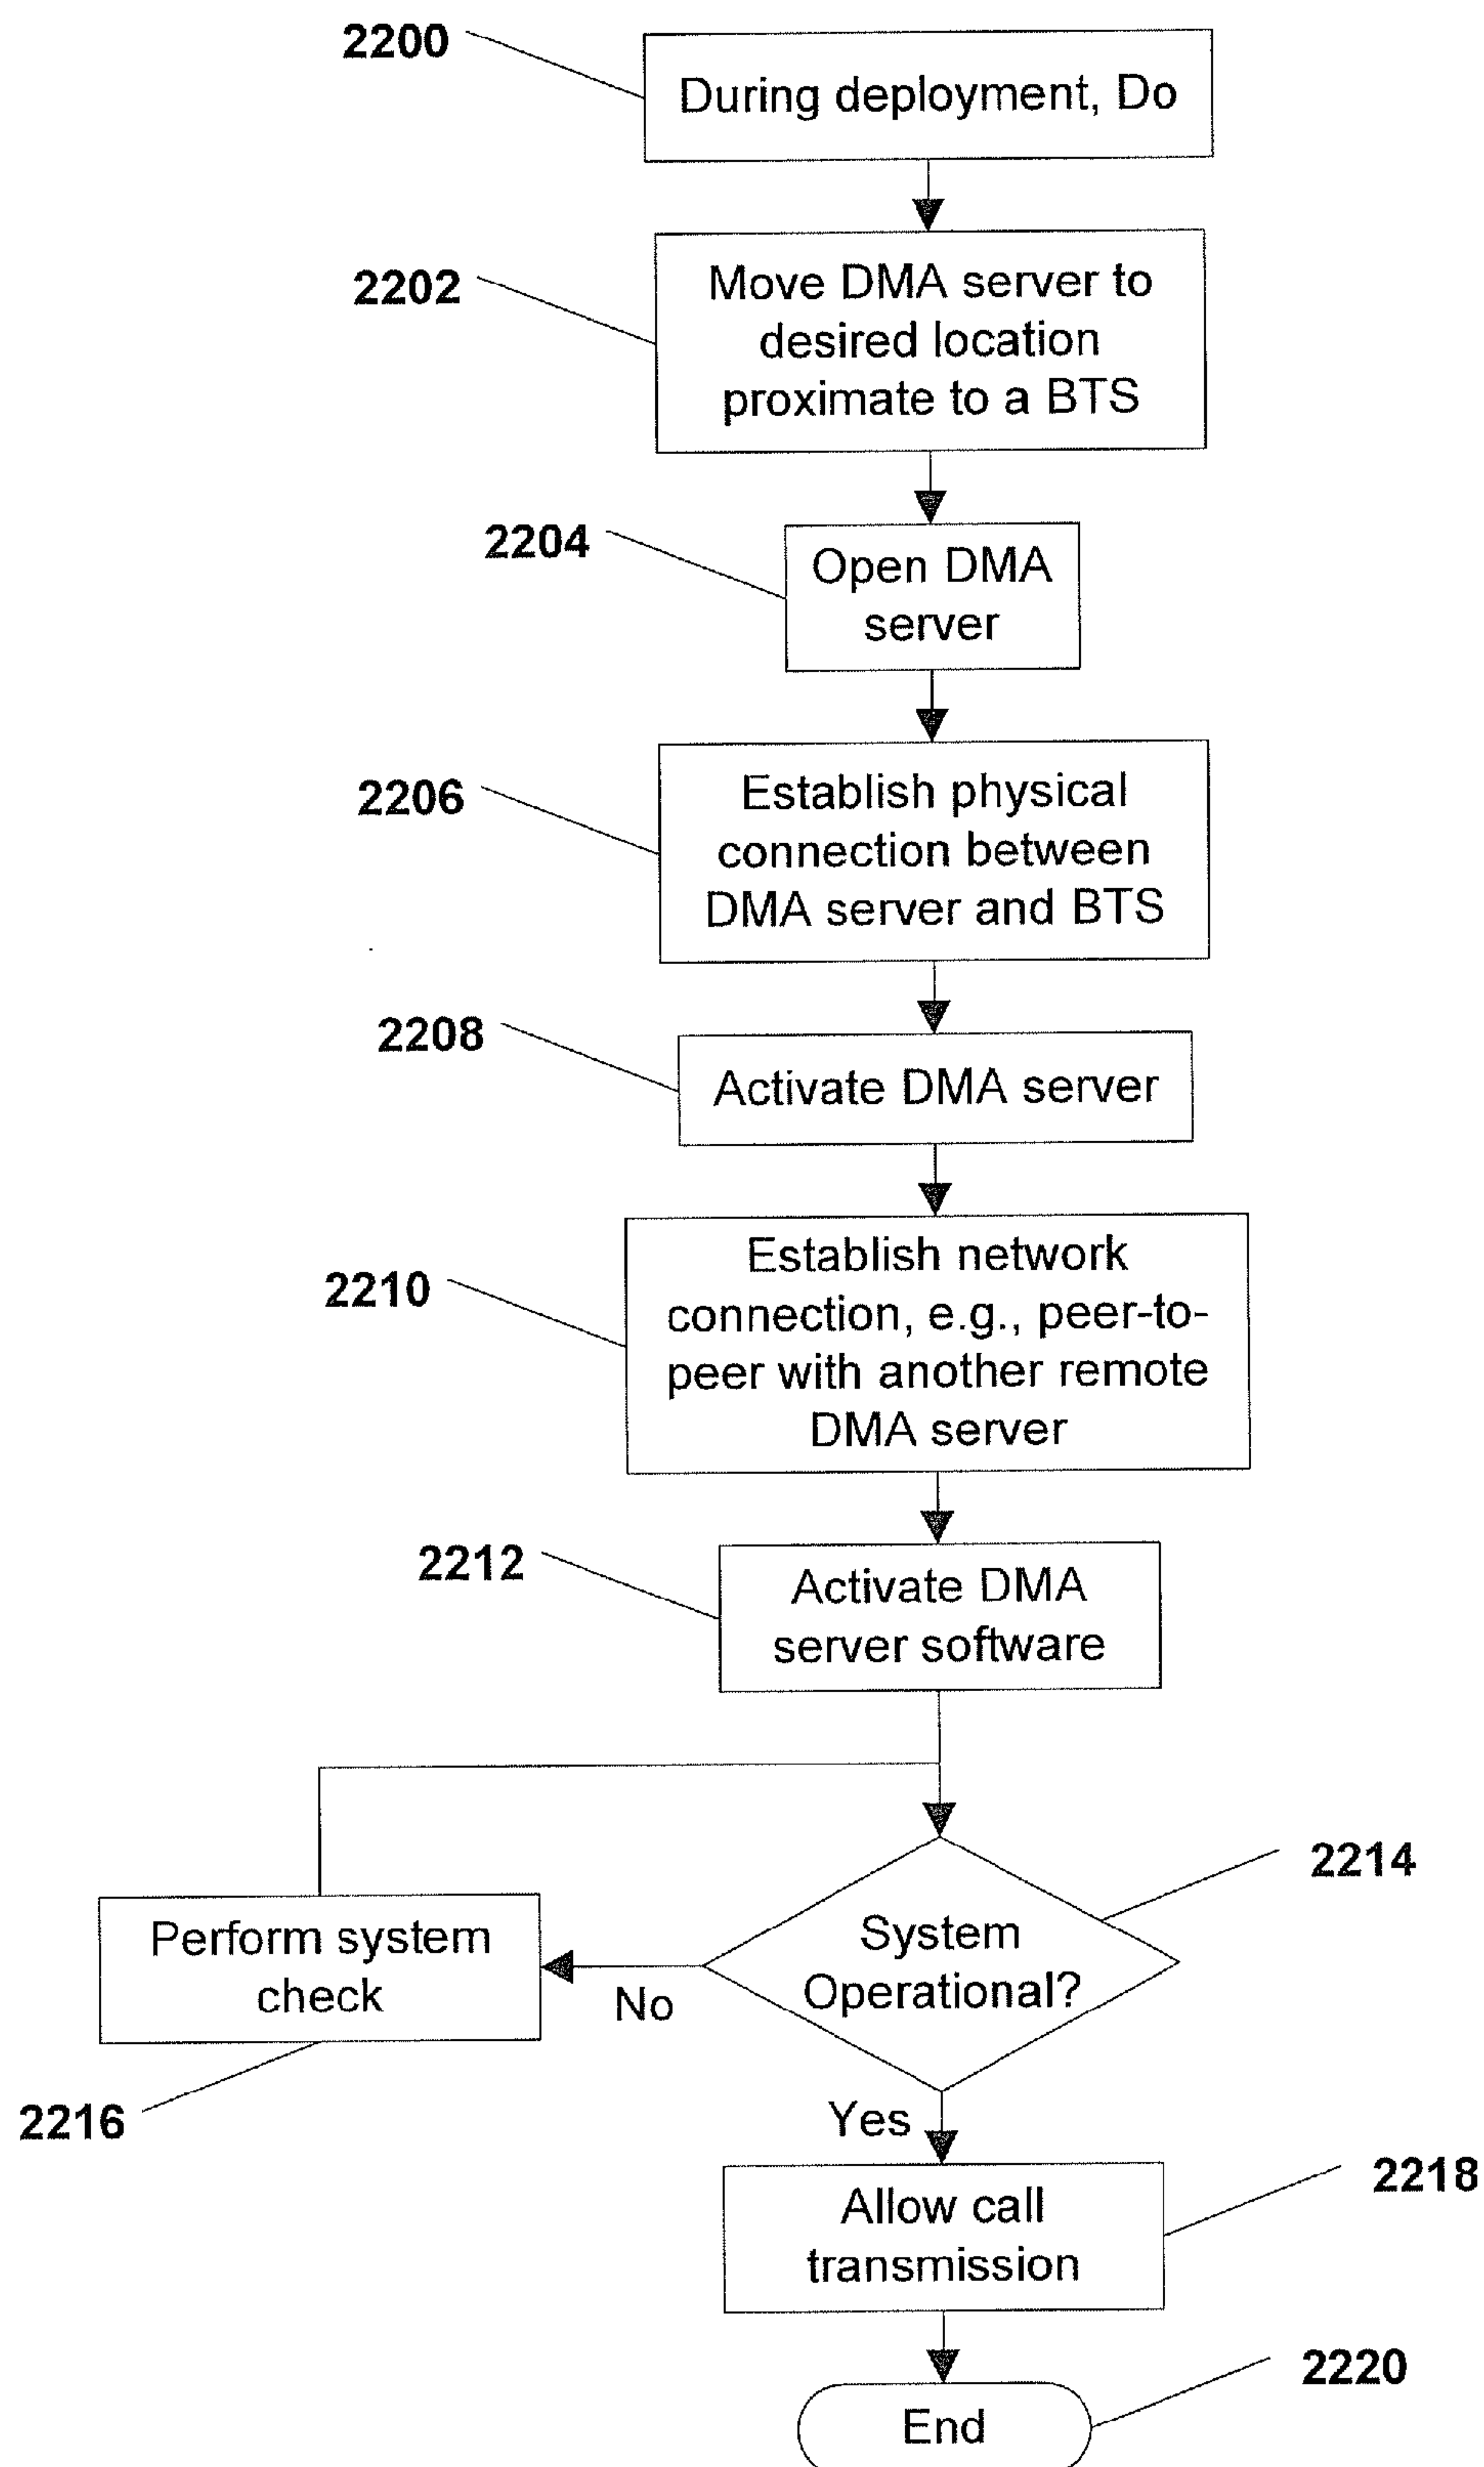 2200
During deployment, Do
2202
Move DMA server to
desired location
proximate to a BTS
2204
Open DMA
server
2206
Establish physical
connection between
DMA server and BTS
2208
Activate DMA server
2210
Establish network
connection, e.g., peer-to-
peer with another remote
DMA server
2212
Activate DMA
server software
2214
System
Operational?
No
Perform system
check
2216
Yes
2218
Allow call
transmission
2220
End